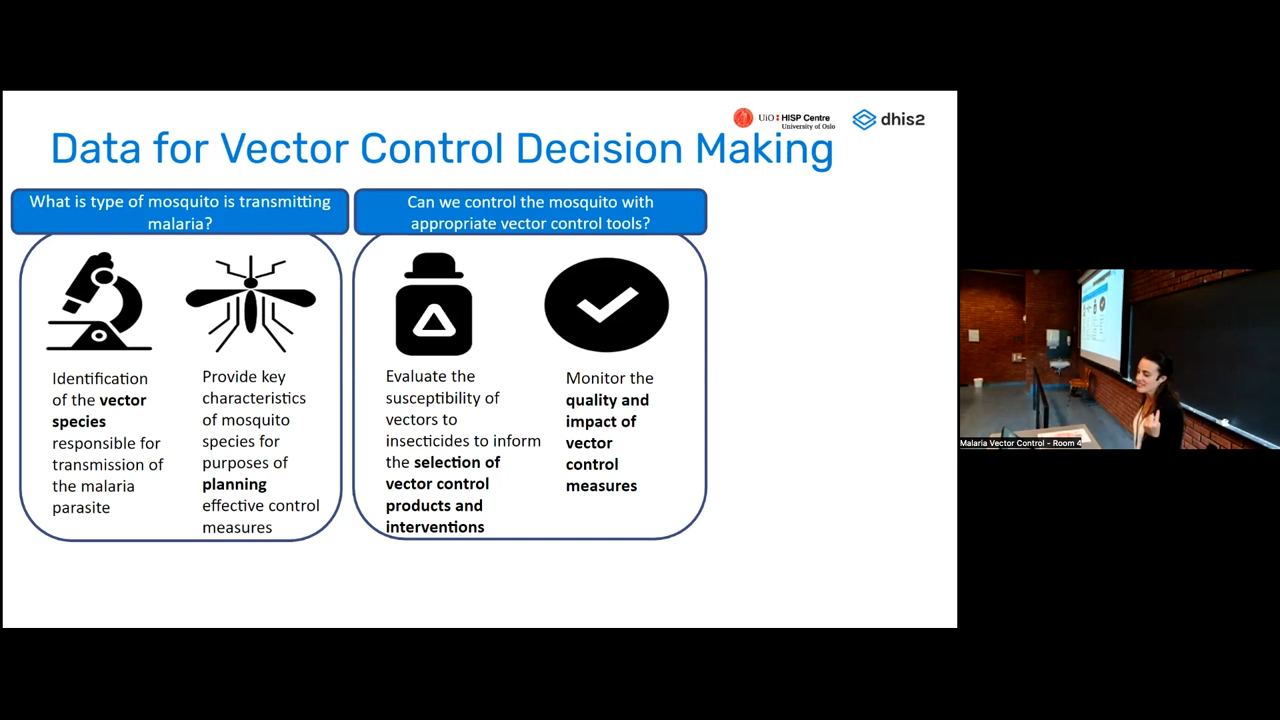 UiO HISP Centre
University of Oslo
dhis2
Data for Vector Control Decision Making
What is type of mosquito is transmitting
malaria?
Can we control the mosquito with
appropriate vector control tools?
Identification
of the vector
species
responsible for
transmission of
the malaria
parasite
Provide key
characteristics
of mosquito
species for
purposes of
planning
effective control
measures
Evaluate the
susceptibility of
vectors to
insecticides to inform
the selection of
vector control
products and
interventions
Monitor the
quality and
impact of
vector
control
measures
Malaria Vector Control - Room 4